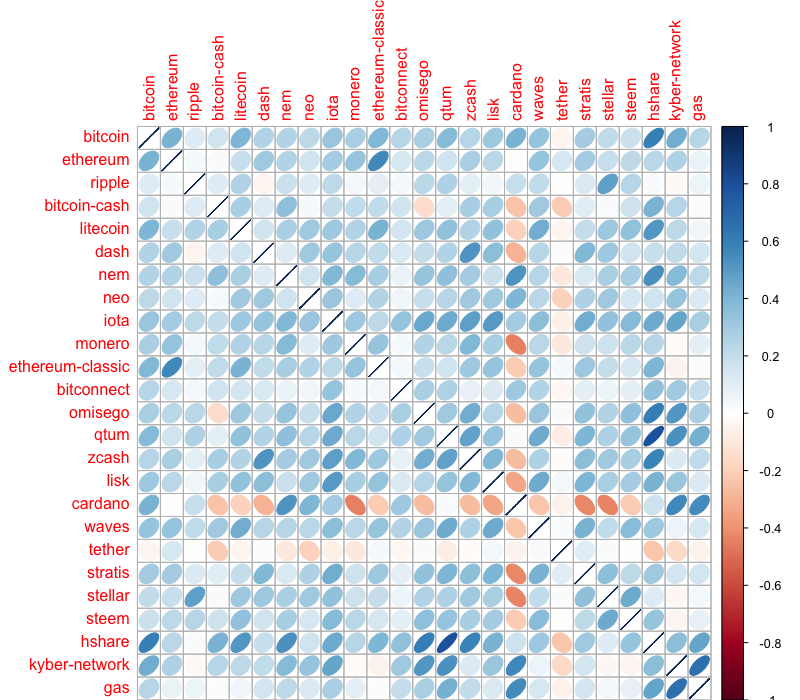 bitcoin
ethereum
ripple
bitcoin-cash
litecoin
dash
nem
neo
iota
monero
ethereum-classic
bitconnect
omisego
qtum
zcash
lisk
cardano
waves
tether
stratis
stellar
steem
hshare
kyber-network
gas
bitcoin
ethereum
ripple
bitcoin-cash
litecoin
dash
nem
neo
iota
monero
ethereum-classic
bitconnect
omisego
qtum
zcash
lisk
cardano
waves
tether
stratis
stellar
steem
hshare
kyber-network
gas
1
0.8
0.6
0.4
0.2
0
-0.2
-0.4
-0.6
-0.8
-1